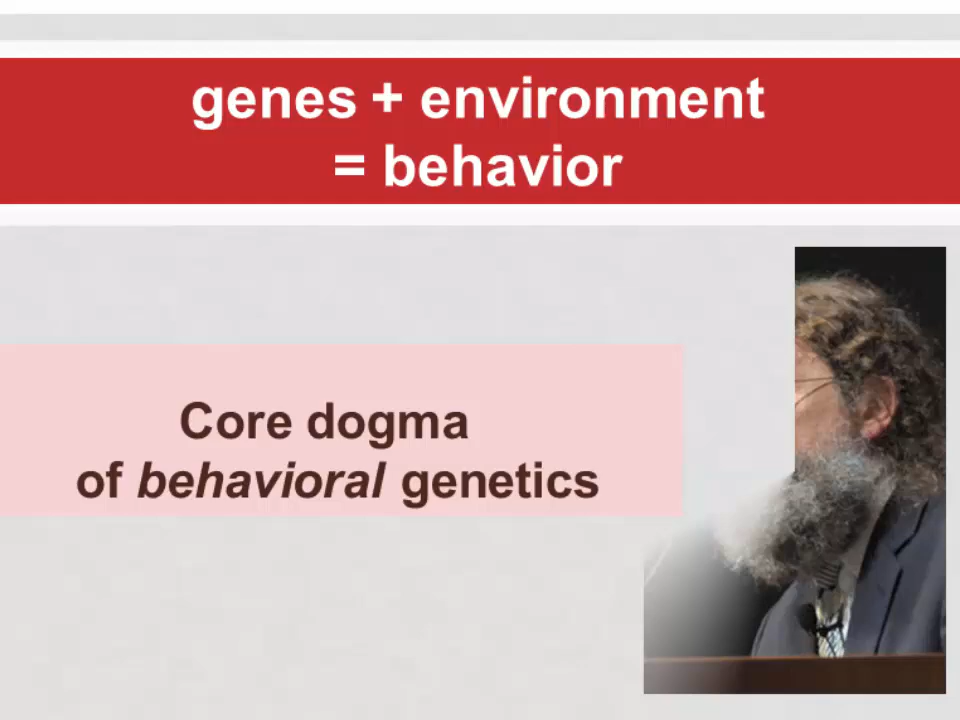 genes + environment
= behavior
Core dogma
of behavioral genetics